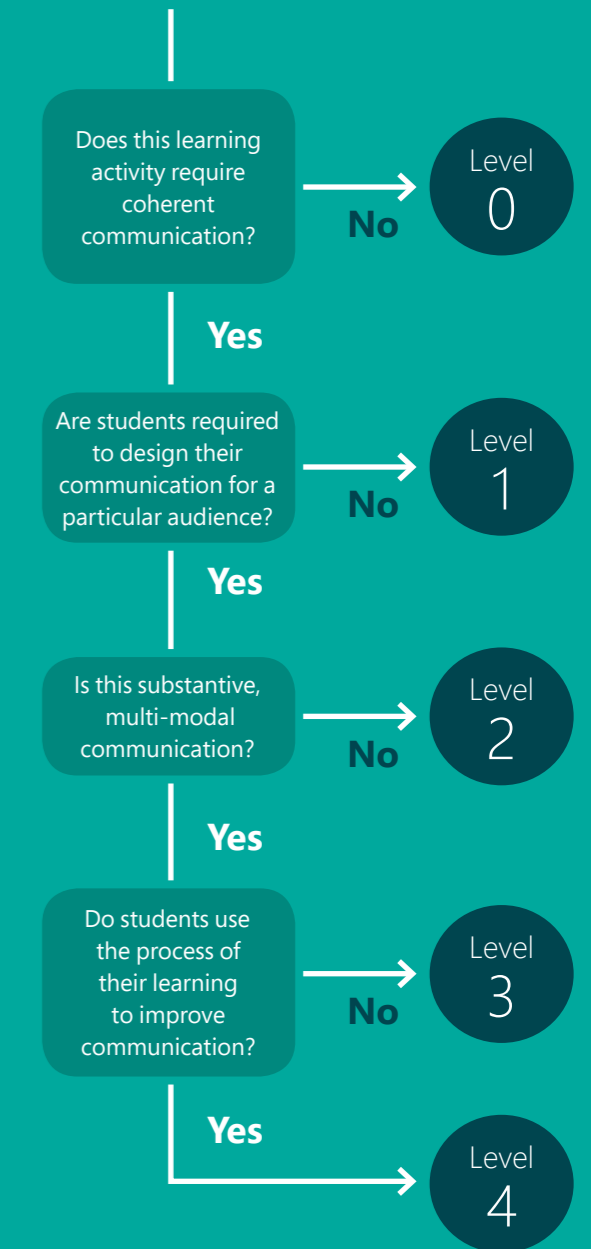 Does this learning
activity require
coherent
communication?
No
Level
0
Yes
Are students required
to design their
communication for a
particular audience?
No
Level
1
Yes
Is this substantive,
multi-modal
communication?
No
Level
2
Yes
Do students use
the process of
their learning
to improve
communication?
No
Level
3
Yes
Level
4